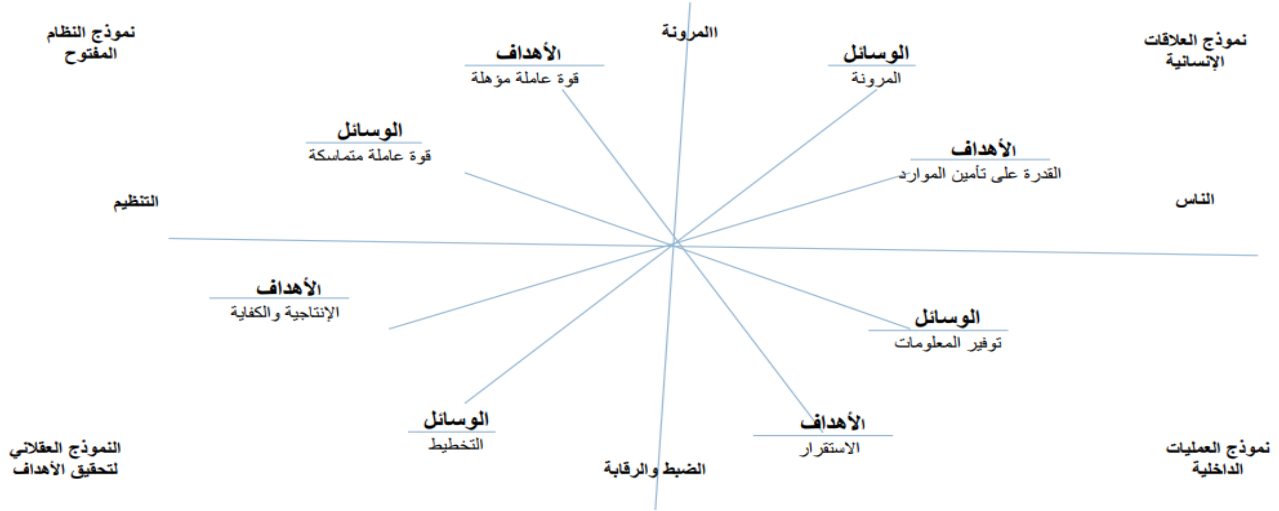 نموذج العلاقات
الإنسانية
االمرونة
نموذج النظام
المفتوح
الوسائل
المرونة
الأهداف
قوة عاملة مؤهلة
الأهداف
القدرة على تأمين الموارد
الوسائل
قوة عاملة متماسكة
الناس
التنظيم
الوسائل
توفير المعلومات
الأهداف
الإنتاجية والكفاية
الأهداف
الاستقرار
الوسائل
التخطيط
نموذج العمليات
الداخلية
الضبط والرقابة
النموذج العقلاني
لتحقيق الأهداف